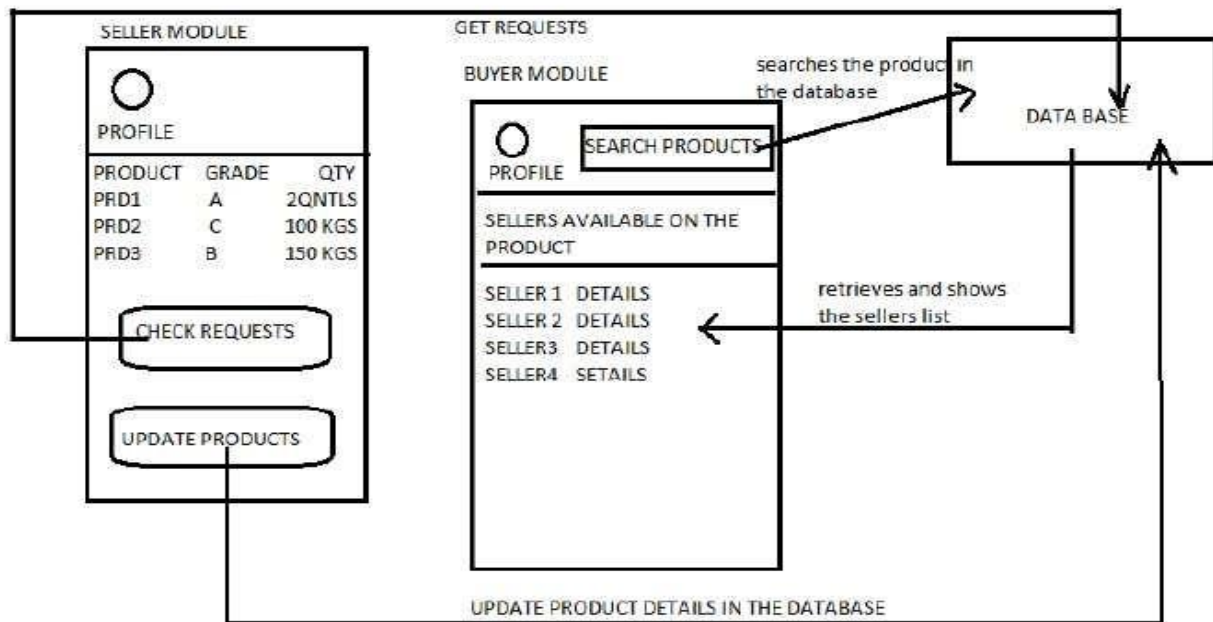 SELLER MODULE
PROFILE
PRODUCT GRADE QTY
PRD1 A 2QNTLS
PRD2 C 100 KGS
PRD3 B 150 KGS
CHECK REQUESTS
UPDATE PRODUCTS
GET REQUESTS
BUYER MODULE
PROFILE
SEARCH PRODUCTS
SELLERS AVAILABLE ON THE
PRODUCT
SELLER 1 DETAILS
SELLER 2 DETAILS
SELLER3 DETAILS
SELLER4 SETAILS
searches the product in
the database
DATA BASE
retrieves and shows
the sellers list
UPDATE PRODUCT DETAILS IN THE DATABASE